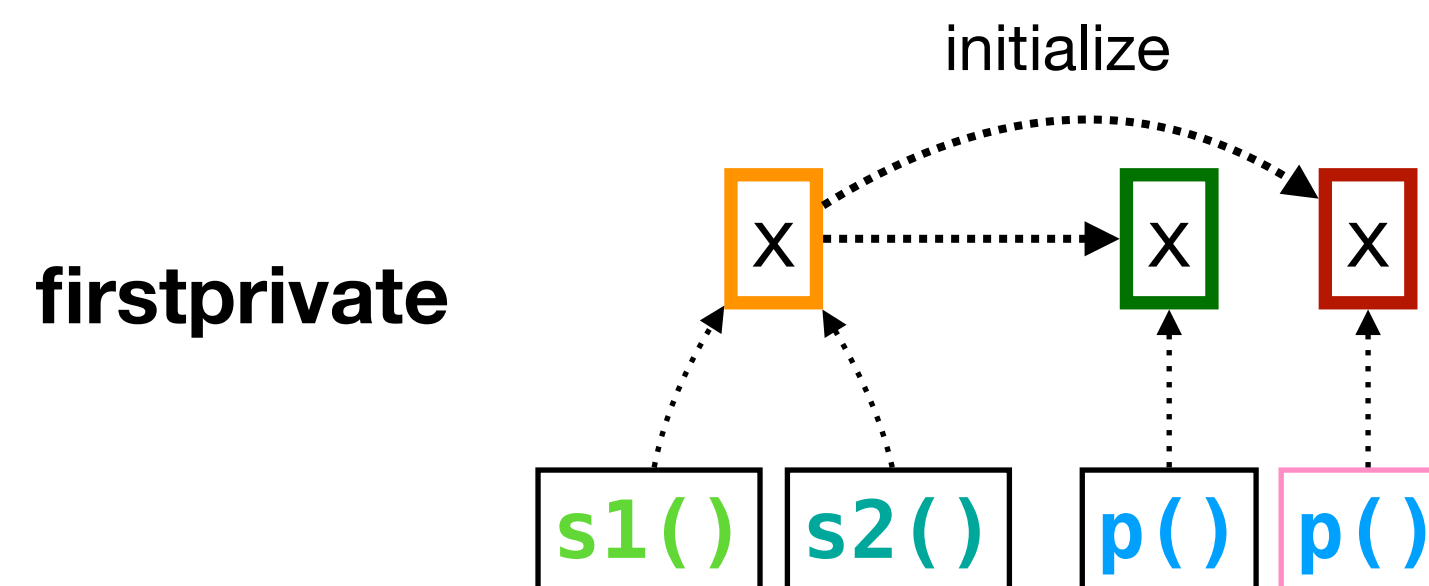 initialize
x x x
firstprivate
s1() s2() p() p()